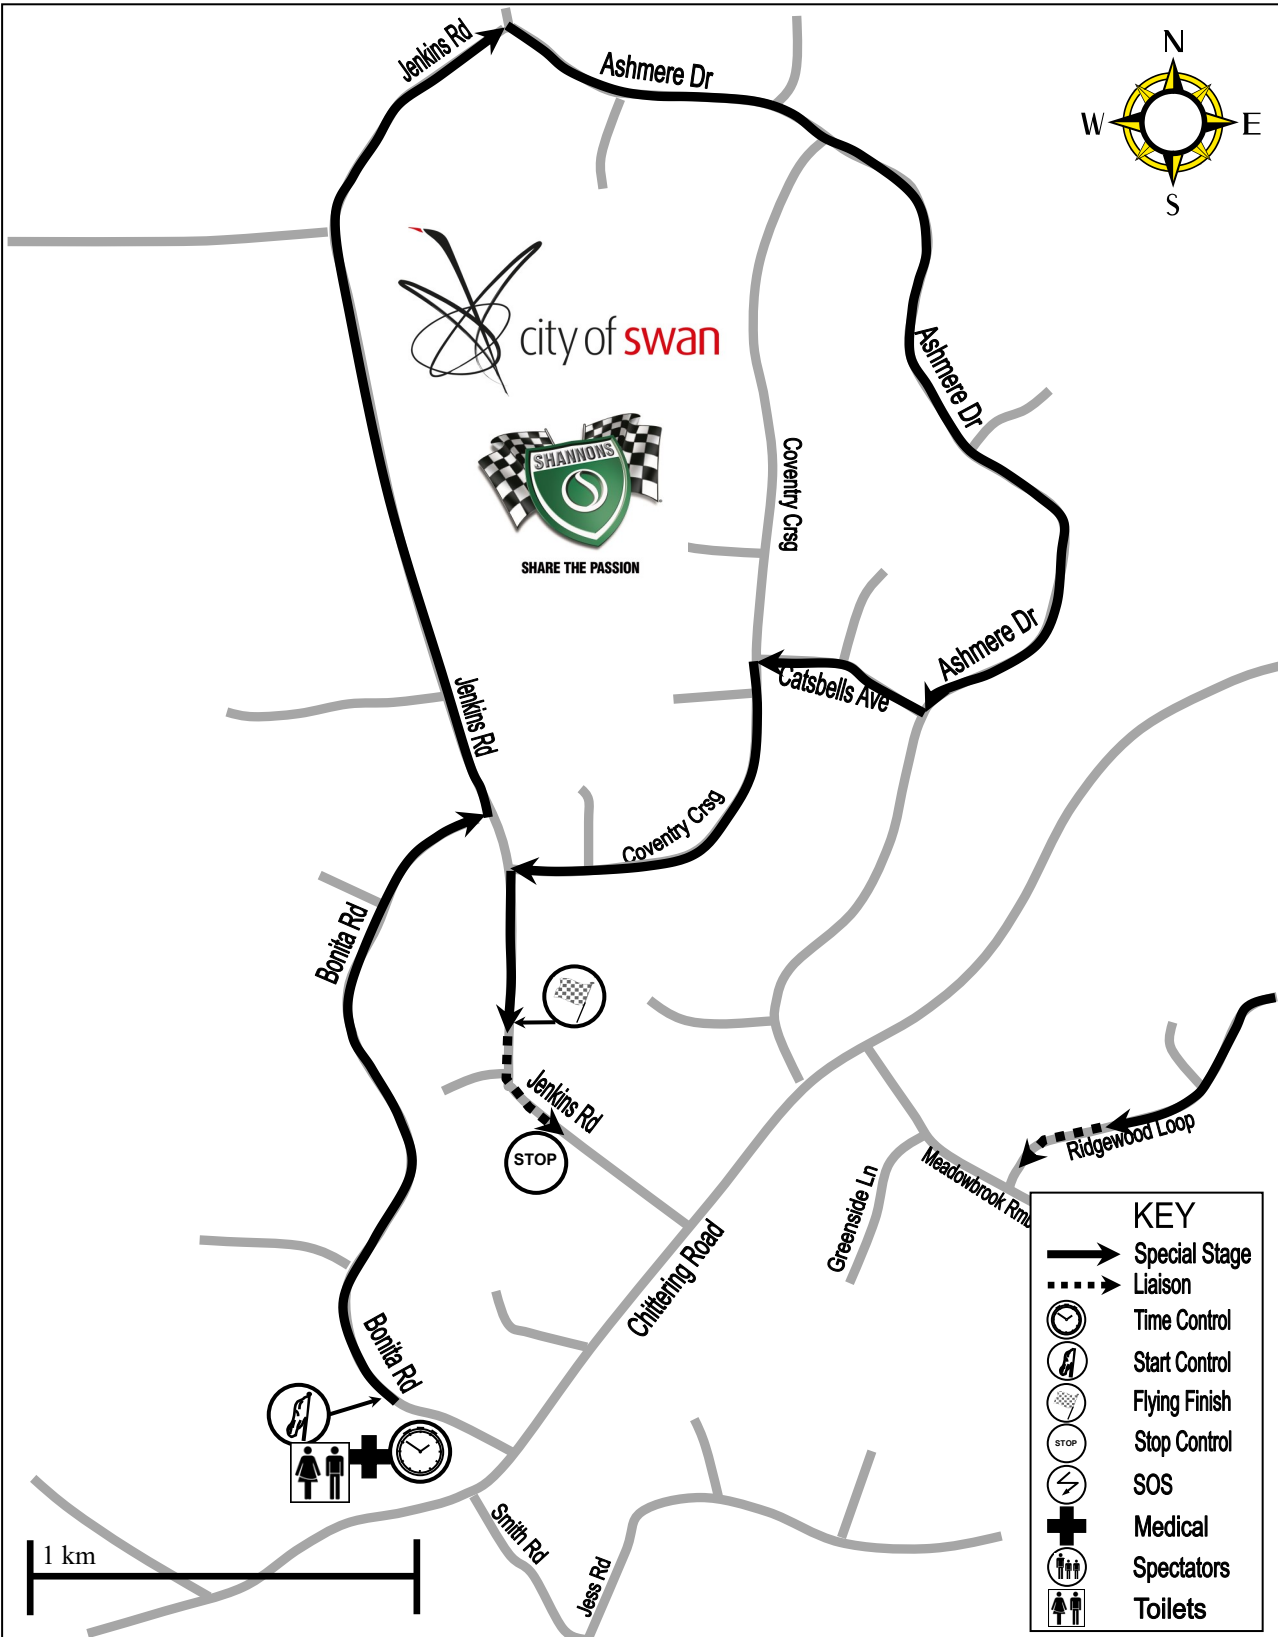 Jenkins Rd
Ashmere Dr
N
W
E
S
city of swan
Ashmere Dr
SHANNONS
Coventry Crsg
SHARE THE PASSION
Ashmere Dr
Catsbells Ave
Jenkins Rd
Coventry Crsg
Bonita Rd
Jenkins Rd
STOP
Ridgewood Loop
Meadowbrook Rmb
Greenside Ln
Chittering Road
Bonita Rd
Smith Rd
Jess Rd
1 km
KEY
Special Stage
Liaison
Time Control
Start Control
Flying Finish
STOP
Stop Control
SOS
Medical
Spectators
Toilets